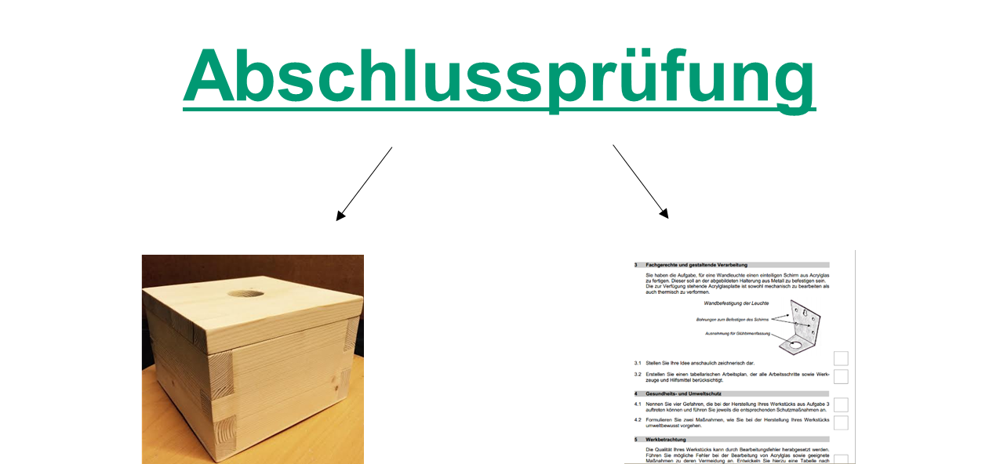 Abschlussprüfung
3 Fachgerechte und gestaltende Verarbeitung
Sie haben die Aufgabe, für eine Wandleuchte einen einteiligen Schirm aus Acrylglas
zu fertigen. Dieser soll an der abgebildeten Halterung aus Metall zu befestigen sein.
Die zur Verfügung stehende Acrylglasplatte ist sowohl mechanisch zu bearbeiten als
auch thermisch zu verformen.
Wandbefestigung der Leuchte
Bohrungen zum Befestigen des Schirms
Ausnehmung für Glühbirnenfassung
3.1 Stellen Sie Ihre Idee anschaulich zeichnerisch dar.
3.2 Erstellen Sie einen tabellarischen Arbeitsplan, der alle Arbeitsschritte sowie Werk-
zeuge und Hilfsmittel berücksichtigt.
4 Gesundheits- und Umweltschutz
4.1 Nennen Sie vier Gefahren, die bei der Herstellung Ihres Werkstücks aus Aufgabe 3
auftreten können und führen Sie jeweils die entsprechenden Schutzmaßnahmen an.
4.2 Formulieren Sie zwei Maßnahmen, wie Sie bei der Herstellung Ihres Werkstücks
umweltbewusst vorgehen.
5 Werkbetrachtung
Die Qualität Ihres Werkstücks kann durch Bearbeitungsfehler herabgesetzt werden.
Führen Sie mögliche Fehler bei der Bearbeitung von Acrylglas sowie geeignete
Maßnahmen zu deren Vermeidung an. Entwickeln Sie hierzu eine Tabelle nach